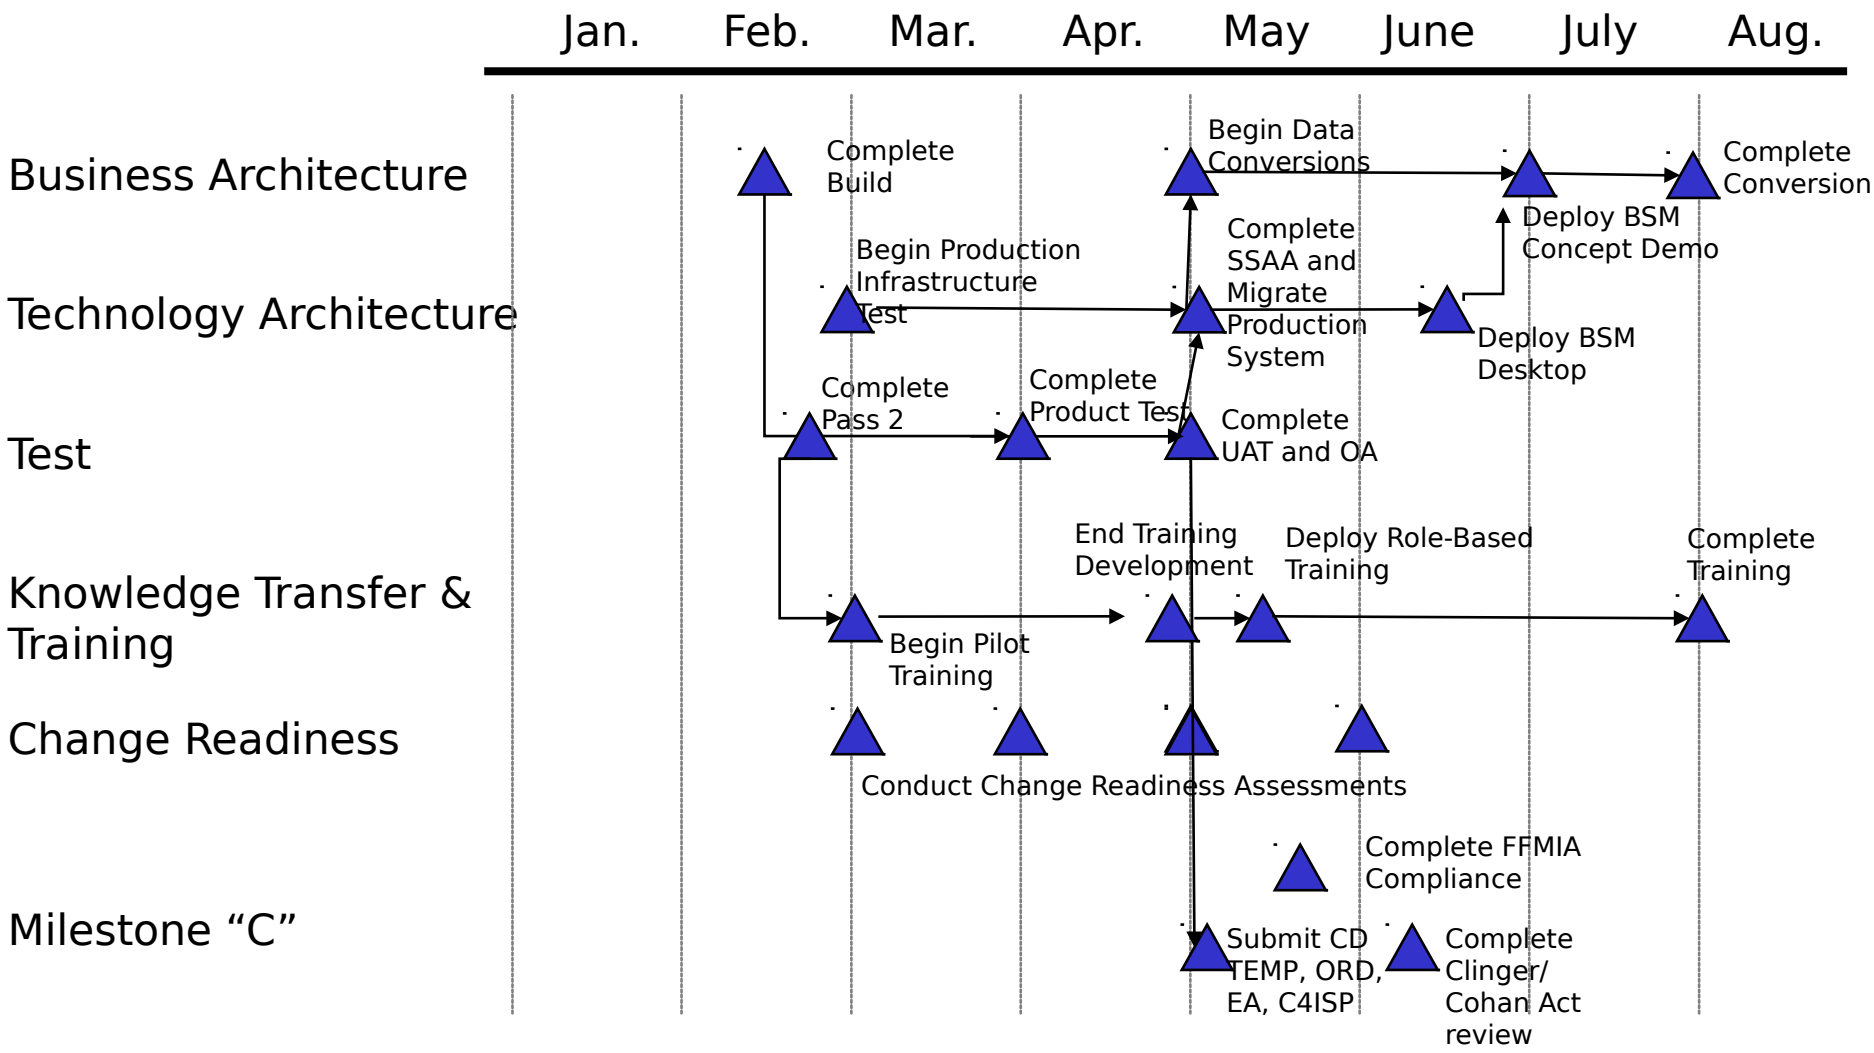 Jan. Feb. Mar. Apr. May June July Aug.
Business Architecture
Complete
Build
Begin Data
Conversions
Deploy BSM
Concept Demo
Complete
Conversion
Technology Architecture
Begin Production
Infrastructure
Test
Complete
SSAA and
Migrate
Production
System
Deploy BSM
Desktop
Test
Complete
Pass 2
Complete
Product Test
Complete
UAT and OA
Knowledge Transfer &
Training
Begin Pilot
Training
End Training
Development
Deploy Role-Based
Training
Complete
Training
Change Readiness
Conduct Change Readiness Assessments
Milestone “C”
Complete FFMIA
Compliance
Submit CD
TEMP, ORD,
EA, C4ISP
Complete
Clinger/
Cohan Act
review